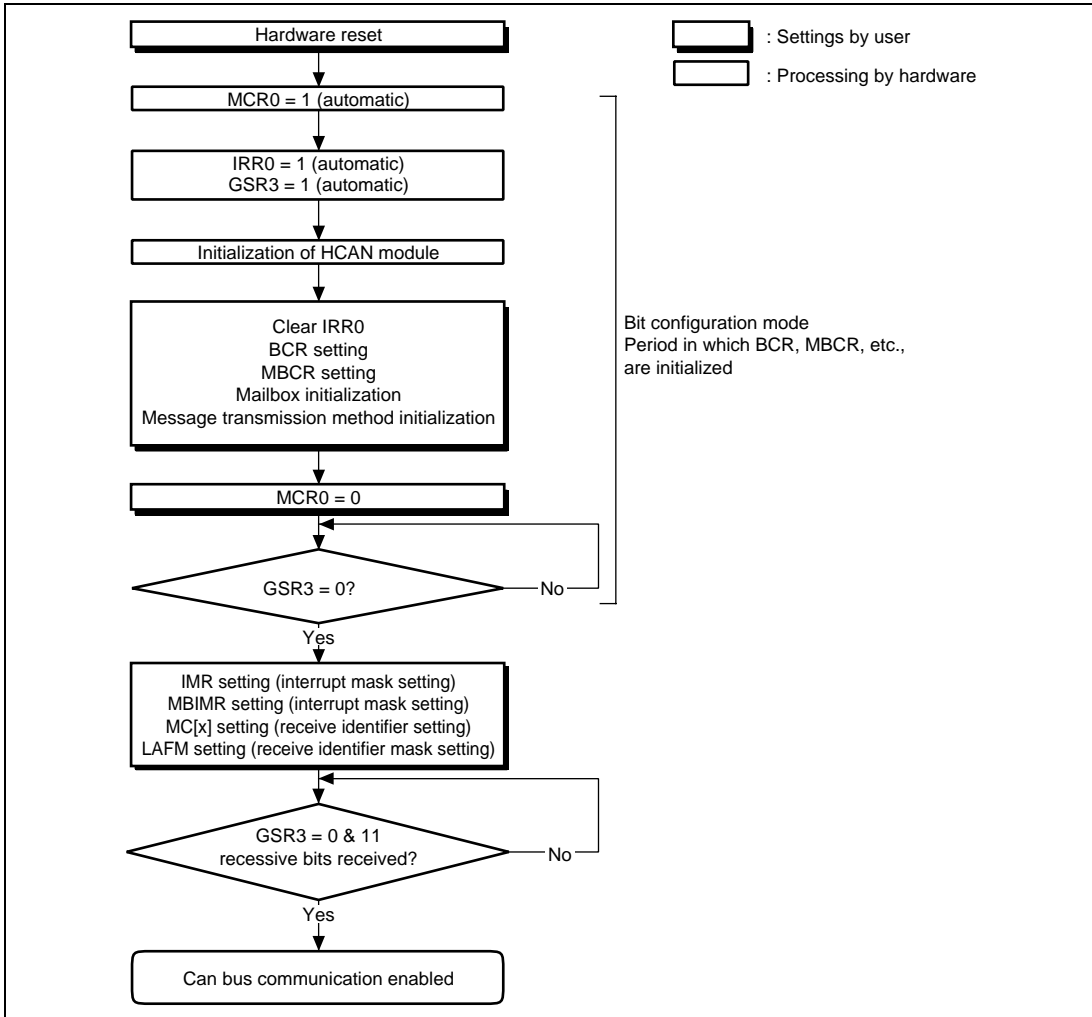 Hardware reset
: Settings by user
: Processing by hardware
MCR0 = 1 (automatic)
IRR0 = 1 (automatic)
GSR3 = 1 (automatic)
Initialization of HCAN module
Clear IRR0
BCR setting
MBCR setting
Mailbox initialization
Message transmission method initialization
Bit configuration mode
Period in which BCR, MBCR, etc.,
are initialized
MCR0 = 0
GSR3 = 0?
No
Yes
IMR setting (interrupt mask setting)
MBIMR setting (interrupt mask setting)
MC[x] setting (receive identifier setting)
LAFM setting (receive identifier mask setting)
GSR3 = 0 & 11
recessive bits received?
No
Yes
Can bus communication enabled